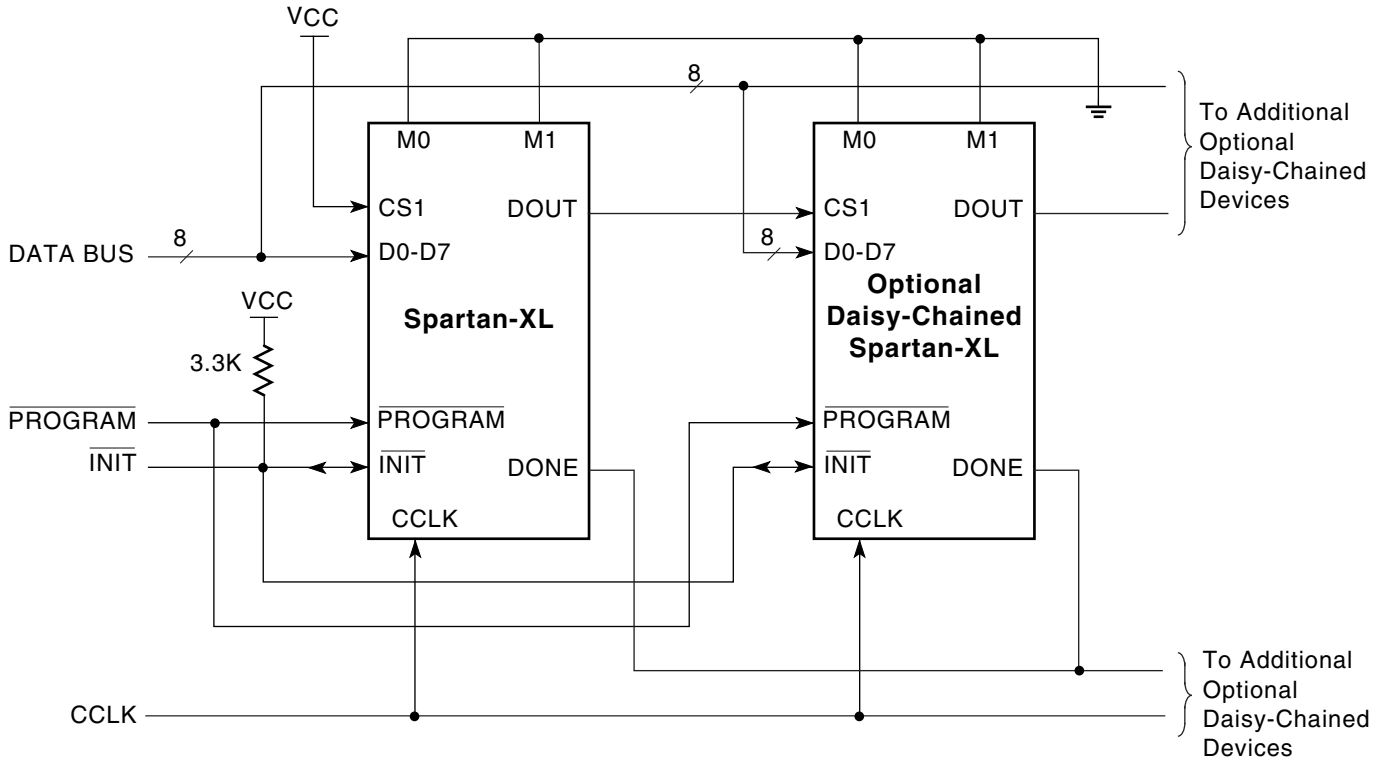 VCC
8
M0
M1
M0
M1
To Additional
Optional
Daisy-Chained
Devices
CS1
DOUT
CS1
DOUT
DATA BUS
8
D0-D7
8
D0-D7
VCC
3.3K
Spartan-XL
Optional
Daisy-Chained
Spartan-XL
PROGRAM
PROGRAM
PROGRAM
INIT
INIT
DONE
INIT
DONE
CCLK
CCLK
To Additional
Optional
Daisy-Chained
Devices
CCLK